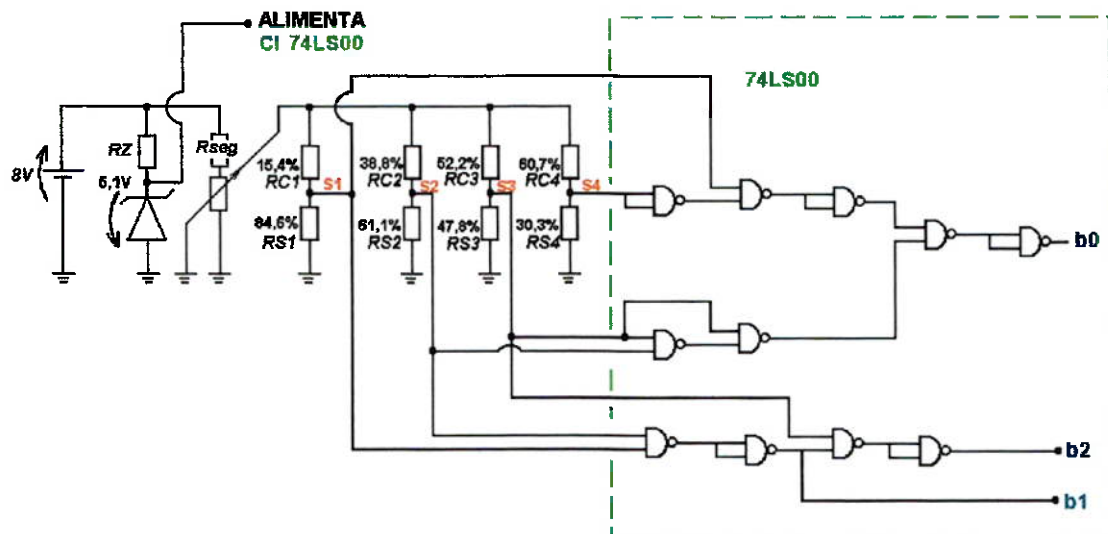 ALIMENTA
CI 74LS00
74LS00
8V
RZ
5,1V
Rseg
15,4%
RC1
S1
84,6%
RS1
38,8%
RC2
S2
61,1%
RS2
52,2%
RC3
S3
47,8%
RS3
60,7%
RC4
S4
30,3%
RS4
b0
b2
b1